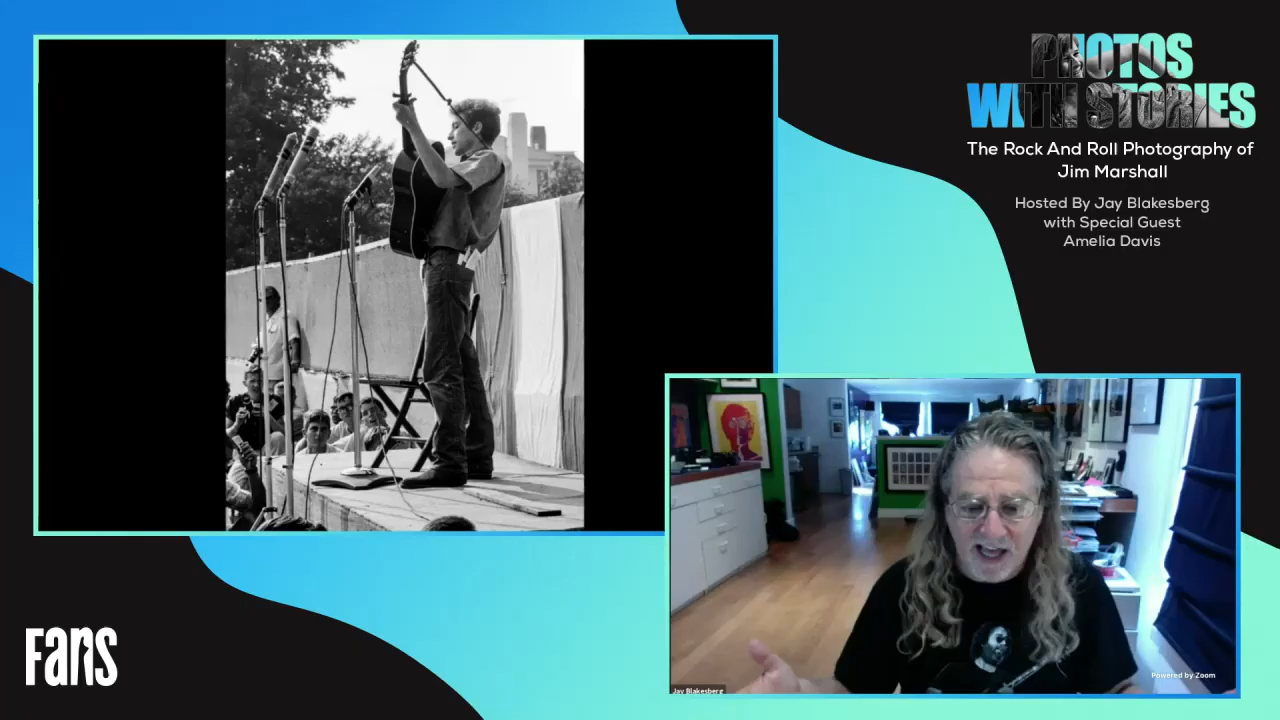 PHOTOS
WITH STORIES
The Rock And Roll Photography of
Jim Marshall
Hosted By Jay Blakesberg
with Special Guest
Amelia Davis
Powered by Zoom
Jay Blakesberg
Fans